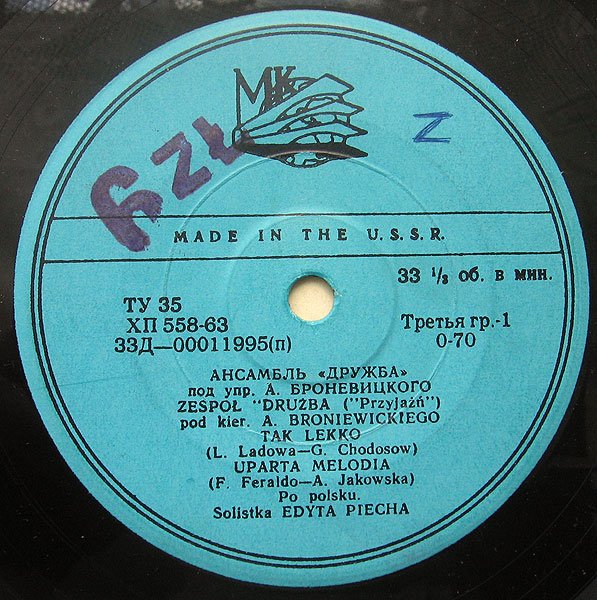 МК
yZł
Z
MADE IN THE U.S.S.R.
33 ⅓ об. в мин.
ТУ 35
ХП 558-63
33Д—00011995(п)
Третья гр.-1
0-70
АНСАМБЛЬ «ДРУЖБА»
под упр. А. БРОНЕВИЦКОГО
ZESPOŁ "DRUŻBA ("Przyjaźń")
pod kier. A. BRONIEWICKIEGO
TAK LEKKO
(L. Ladowa—G. Chodosow)
UPARTA MELODIA
(F. Feraldo—A. Jakowska)
Po polsku.
Solistka EDYTA PIECHA